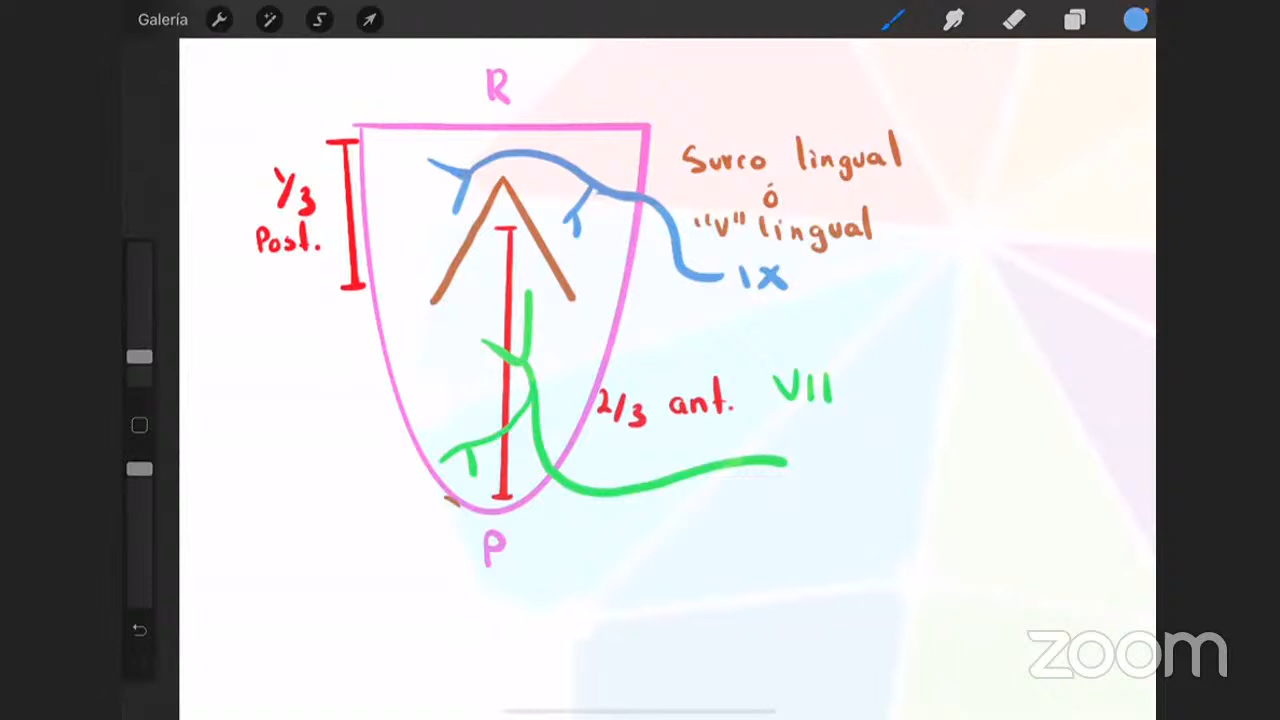 Galería
R
Surco lingual
ó
"V" lingual
1/3
Post.
IX
2/3 ant.
VII
P
zoom